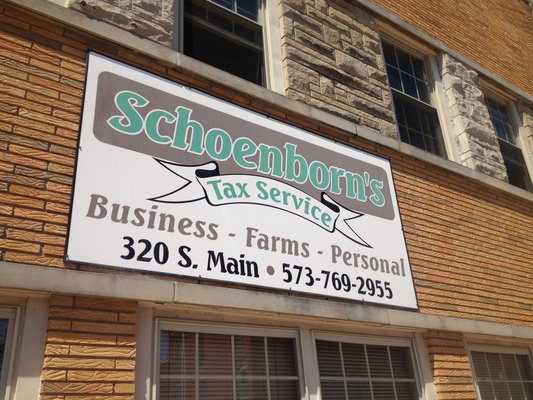 Schoenborn's
Tax Service
Business - Farms - Personal
320 S. Main • 573-769-2955